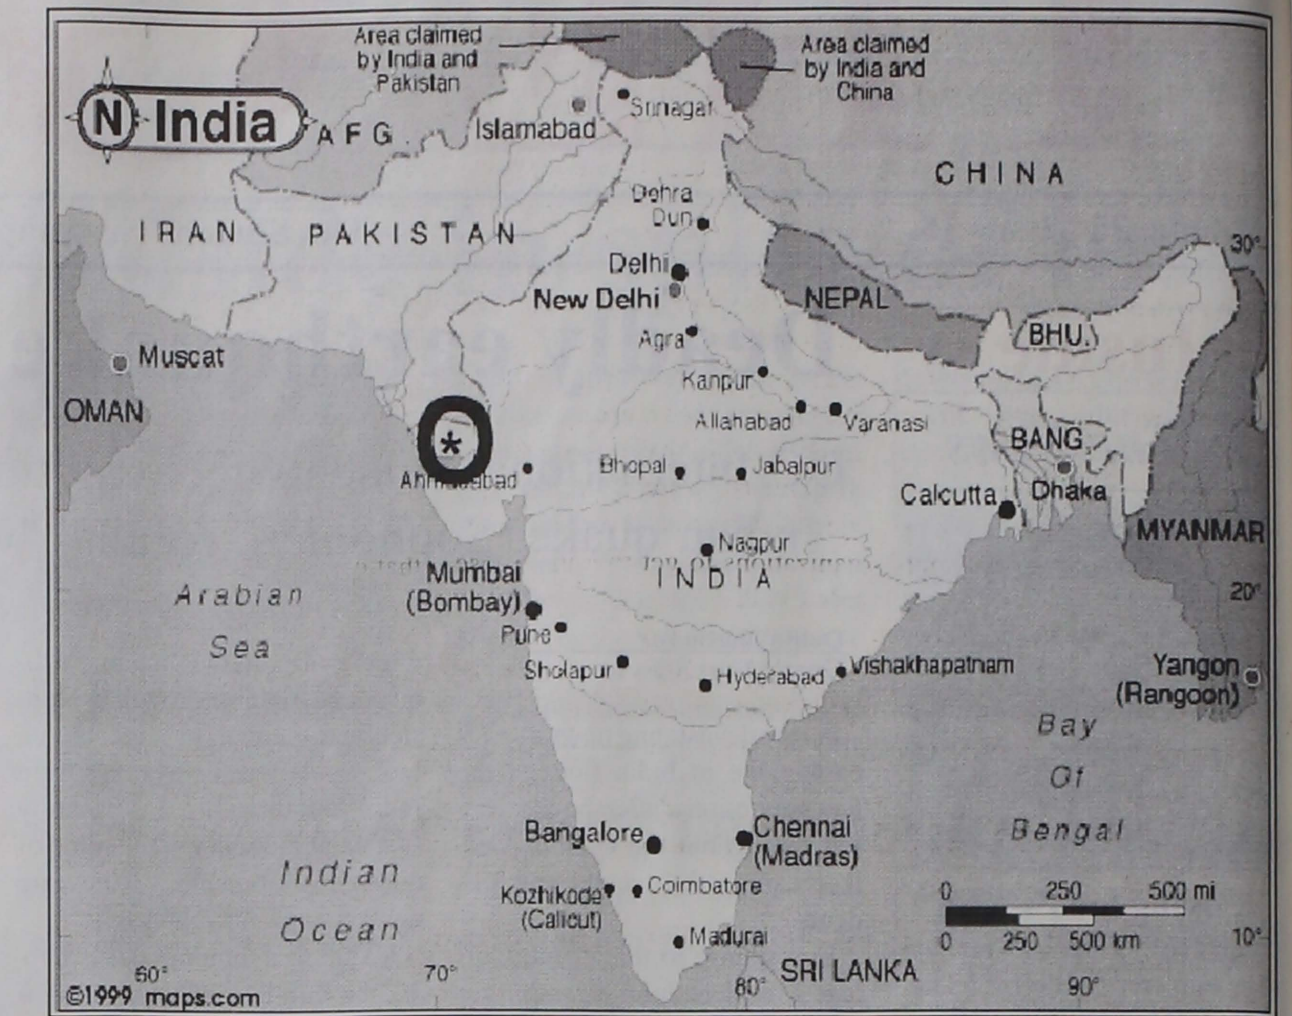 Area claimed
by India and
Pakistan
Area claimed
by India and
China
N India
AFG.
Islamabad
Srinagar
CHINA
IRAN
PAKISTAN
Dehra
Dun
30°
Delhi
New Delhi
NEPAL
Agra
BHU.
Muscat
Kanpur
OMAN
Allahabad
Varanasi
BANG.
*
Bhopal
Jabalpur
Calcutta
Dhaka
MYANMAR
Nagpur
INDIA
Mumbai
(Bombay)
20°
Arabian
Sea
Pune
Sholapur
Hyderabad
Vishakhapatnam
Yangon
(Rangoon)
Bay
Of
Bengal
Bangalore
Chennai
(Madras)
Indian
Ocean
Kozhikode
(Calicut)
Coimbatore
0 250 500 mi
0 250 500 km
Madurai
10°
60°
70°
80°
90°
SRI LANKA
©1999 maps.com